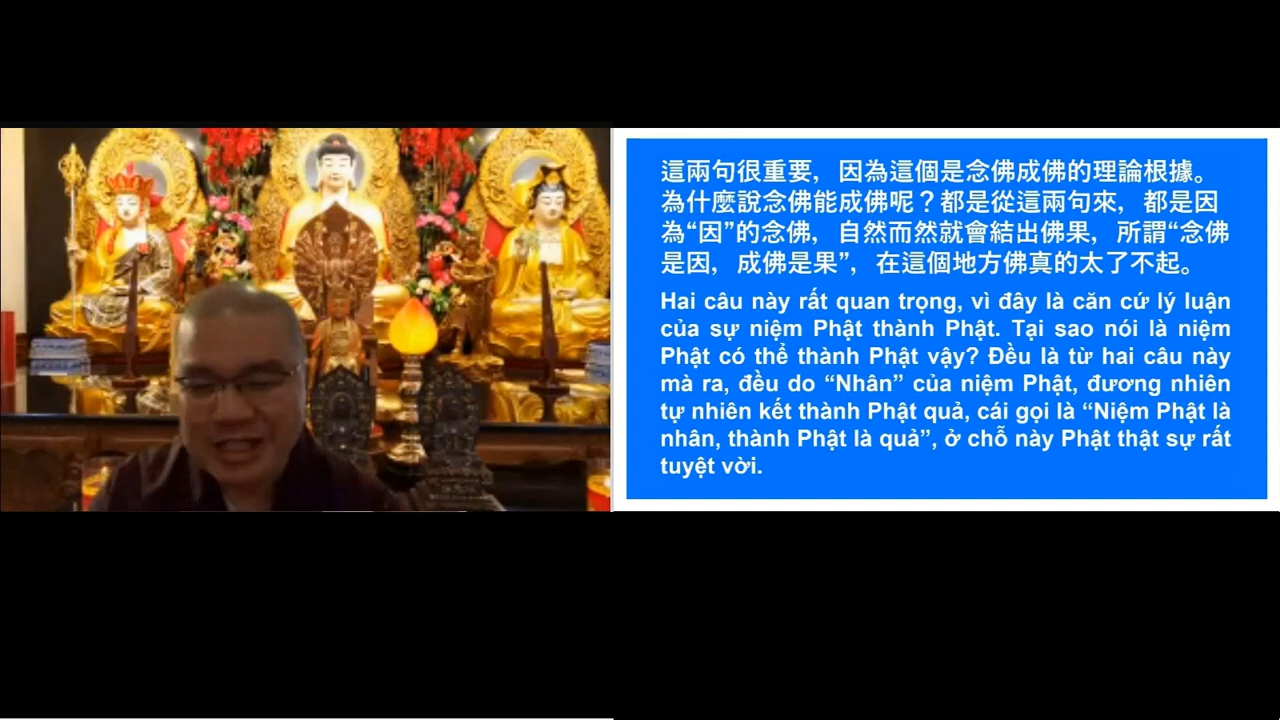 這兩句很重要，因為這個是念佛成佛的理論根據。
為什麼說念佛能成佛呢？都是從這兩句來，都是因
為“因”的念佛，自然而然就會結出佛果，所謂“念佛
是因，成佛是果”，在這個地方佛真的太了不起。
Hai câu này rất quan trọng, vì đây là căn cứ lý luận
của sự niệm Phật thành Phật. Tại sao nói là niệm
Phật có thể thành Phật vậy? Đều là từ hai câu này
mà ra, đều do “Nhân” của niệm Phật, đương nhiên
tự nhiên kết thành Phật quả, cái gọi là “Niệm Phật là
nhân, thành Phật là quả”, ở chỗ này Phật thật sự rất
tuyệt vời.